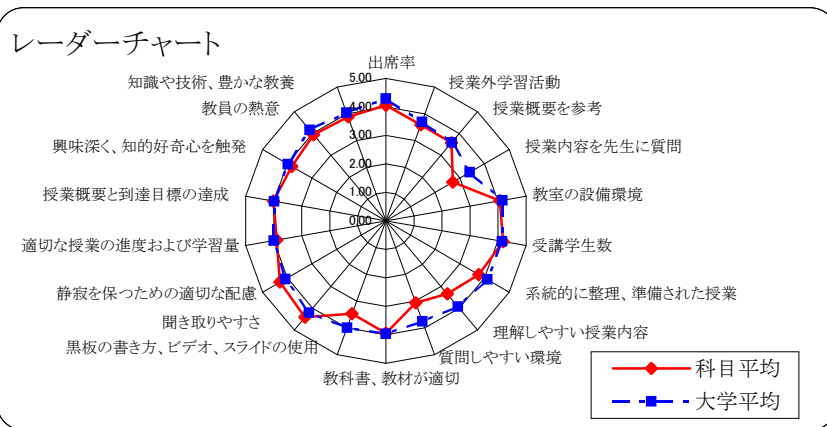 レーダーチャート
出席率
授業外学習活動
授業概要を参考
授業内容を先生に質問
教室の設備環境
受講学生数
系統的に整理、準備された授業
理解しやすい授業内容
質問しやすい環境
教科書、教材が適切
黒板の書き方、ビデオ、スライドの使用
聞き取りやすさ
静寂を保つための適切な配慮
適切な授業の進度および学習量
授業概要と到達目標の達成
興味深く、知的好奇心を触発
教員の熱意
知識や技術、豊かな教養
5.00
4.00
3.00
2.00
1.00
0.00
科目平均
大学平均